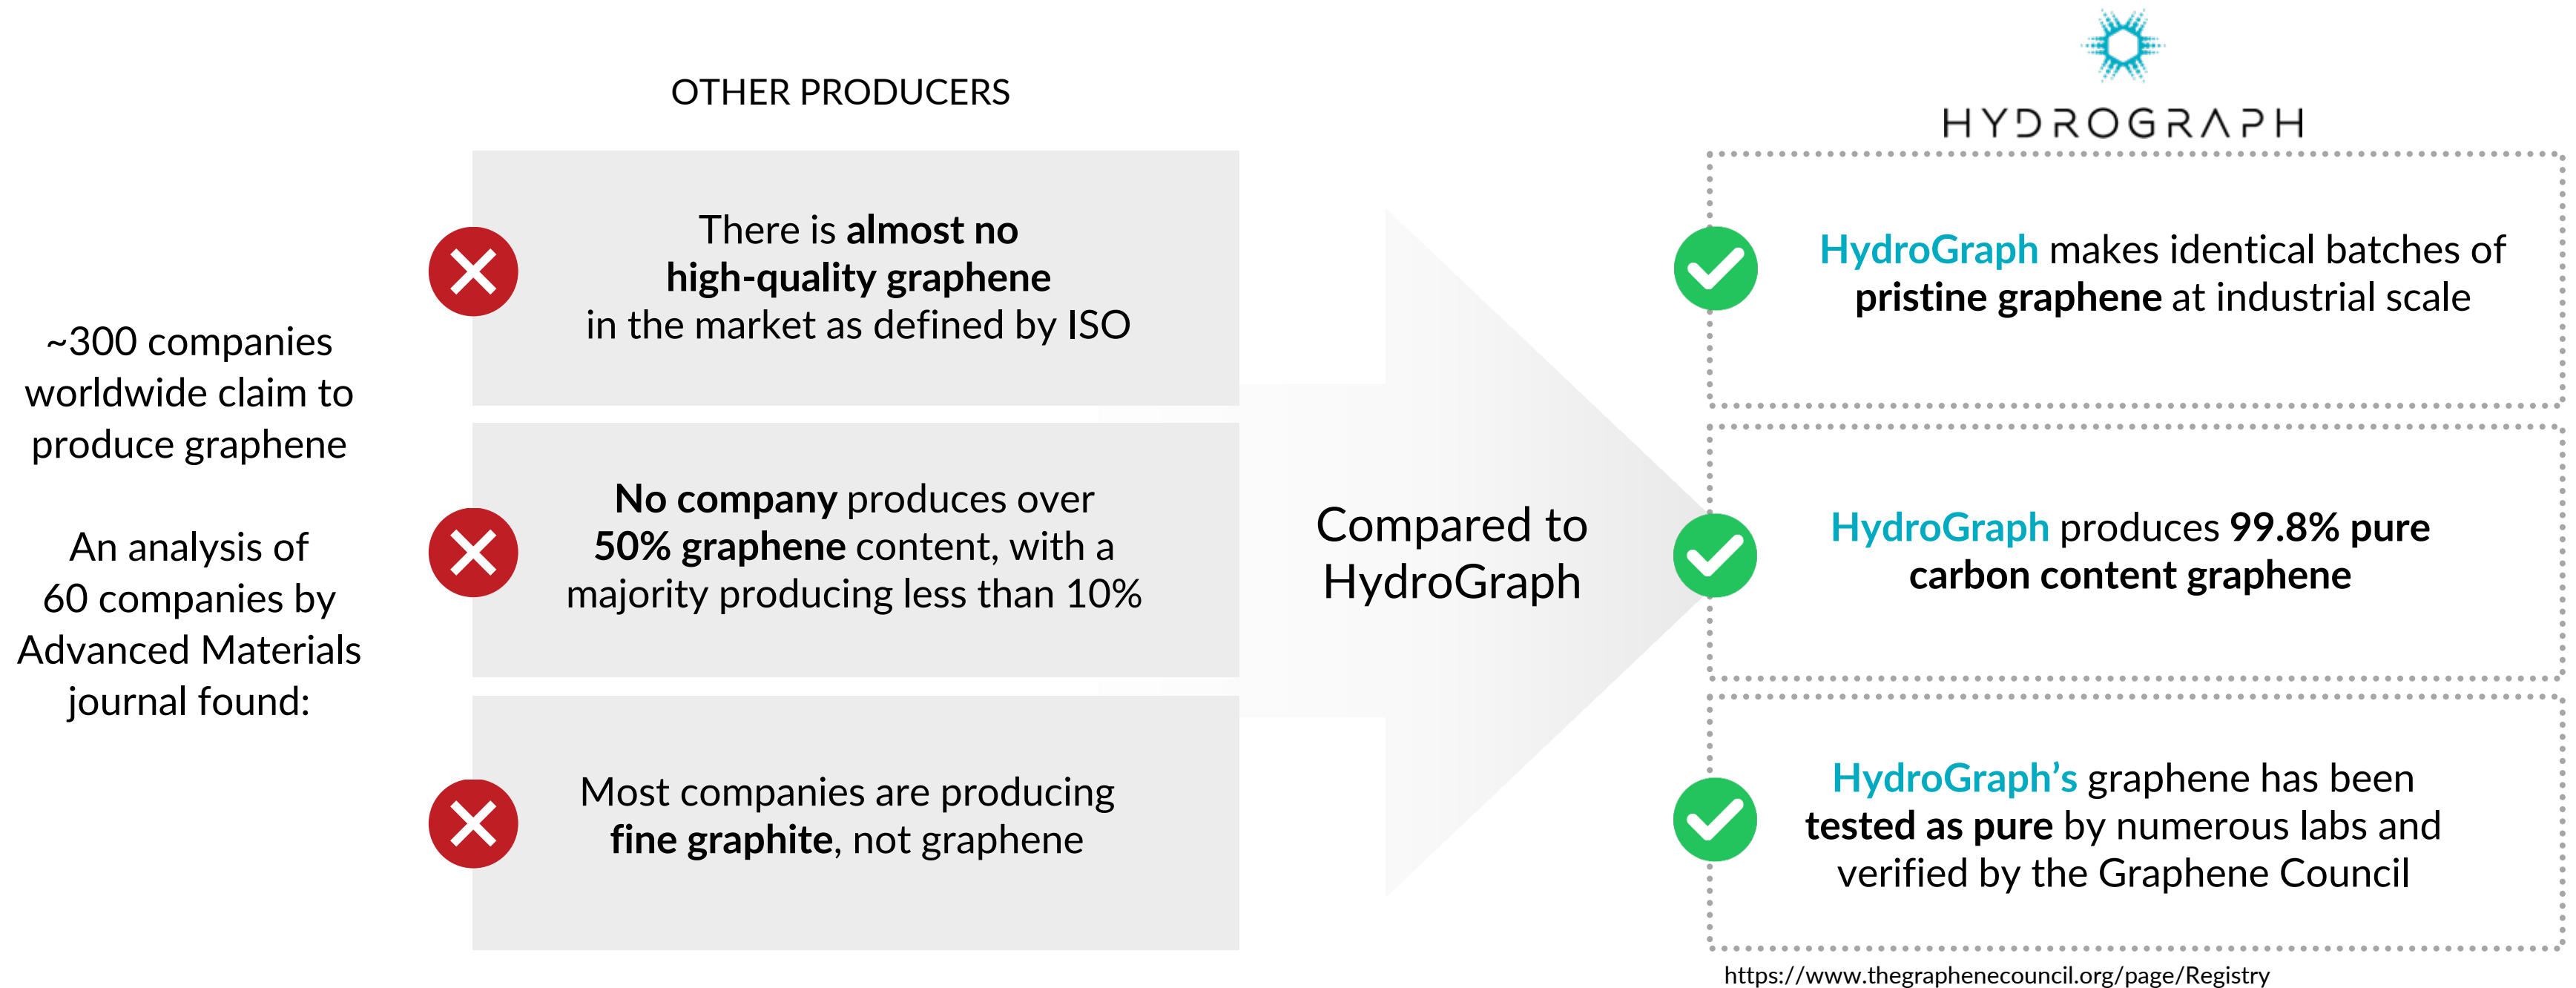 OTHER PRODUCERS
HYDROGRAPH
~300 companies
worldwide claim to
produce graphene
An analysis of
60 companies by
Advanced Materials
journal found:
There is almost no
high-quality graphene
in the market as defined by ISO
No company produces over
50% graphene content, with a
majority producing less than 10%
Most companies are producing
fine graphite, not graphene
Compared to
HydroGraph
HydroGraph makes identical batches of
pristine graphene at industrial scale
HydroGraph produces 99.8% pure
carbon content graphene
HydroGraph’s graphene has been
tested as pure by numerous labs and
verified by the Graphene Council
https://www.thegraphenecouncil.org/page/Registry